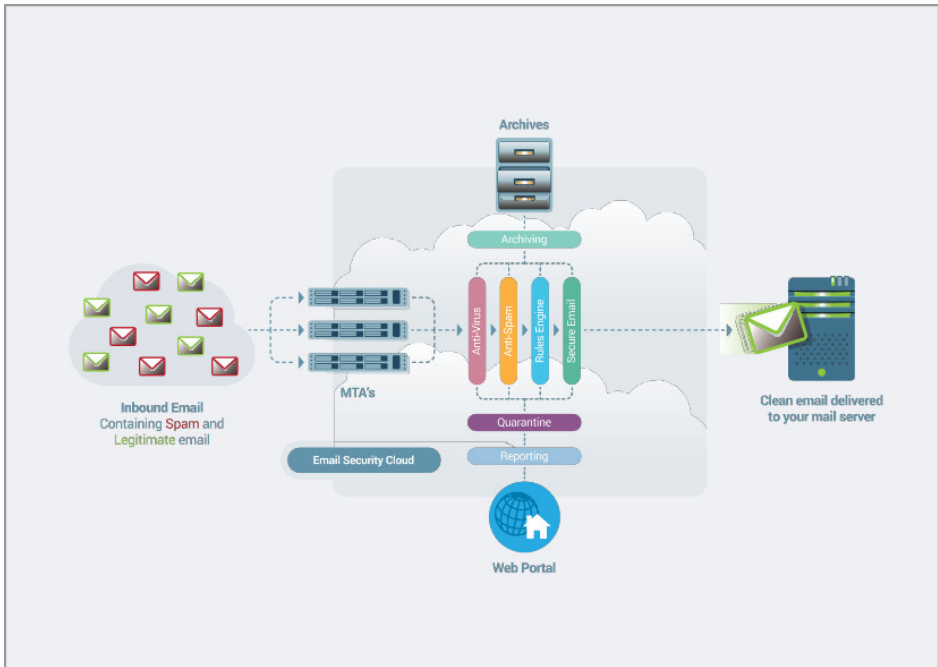 Archives
Archiving
Anti-Virus
Anti-Spam
Rules Engine
Secure Email
MTA's
Inbound Email
Containing Spam and
Legitimate email
Clean email delivered
to your mail server
Quarantine
Email Security Cloud
Reporting
Web Portal